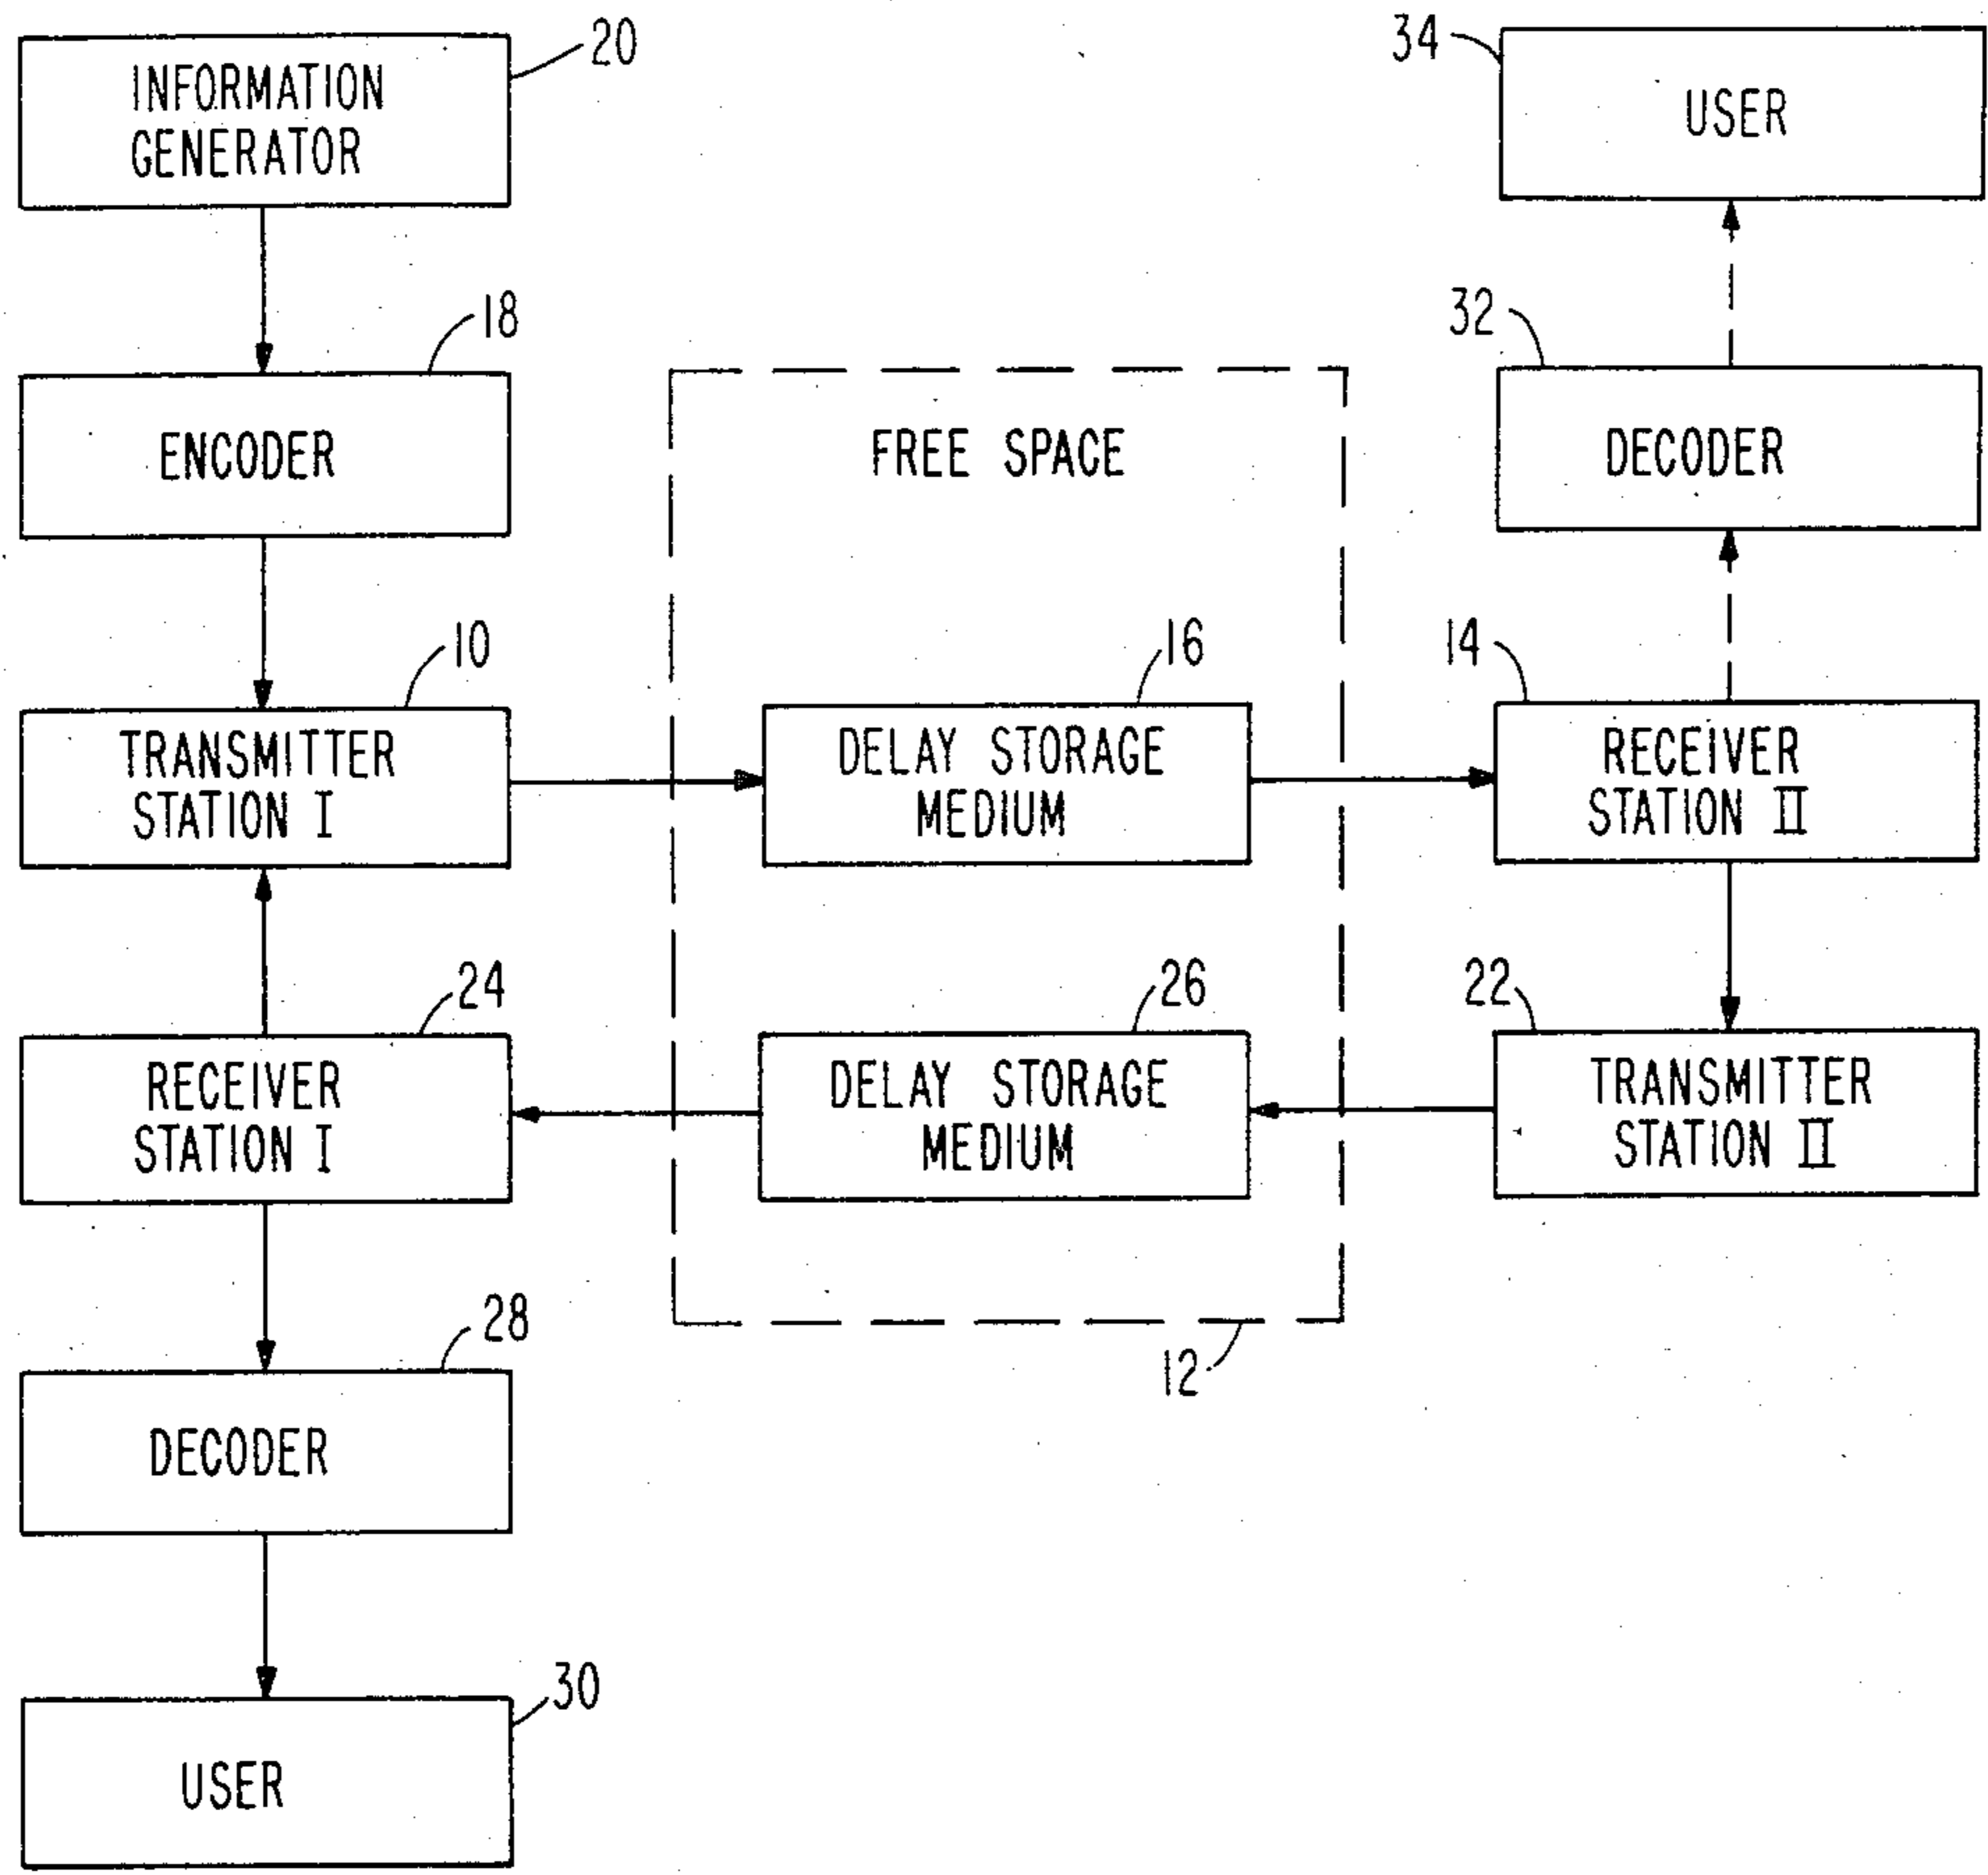 INFORMATION
GENERATOR
20
34
USER
18
ENCODER
FREE SPACE
32
DECODER
10
TRANSMITTER
STATION I
16
DELAY STORAGE
MEDIUM
14
RECEIVER
STATION II
24
RECEIVER
STATION I
26
DELAY STORAGE
MEDIUM
22
TRANSMITTER
STATION II
12
28
DECODER
30
USER